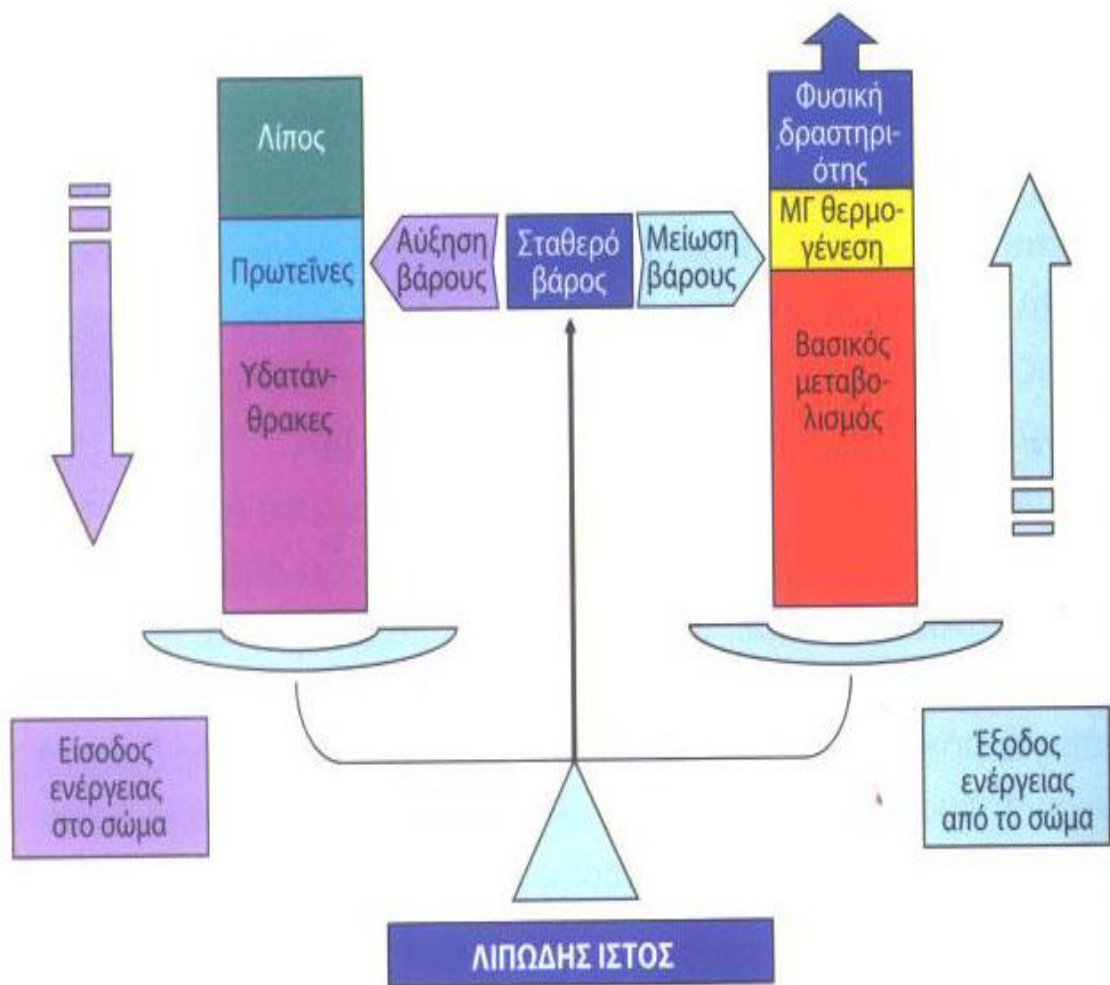 Λίπος
Πρωτεΐνες
Υδατάν-
θρακες
Αύξηση
βάρους
Σταθερό
βάρος
Μείωση
βάρους
Φυσική
δραστηρι-
ότης
ΜΓ θερμο-
γένεση
Βασικός
μεταβο-
λισμός
Είσοδος
ενέργειας
στο σώμα
Έξοδος
ενέργειας
από το σώμα
ΛΙΠΩΔΗΣ ΙΣΤΟΣ